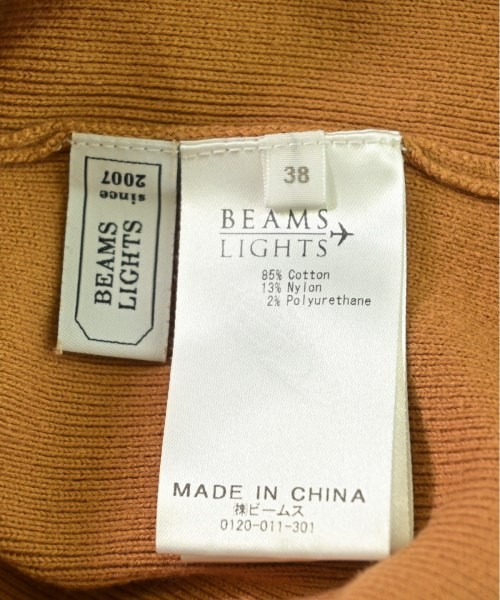 BEAMS
LIGHTS
since
2007
38
BEAMS
LIGHTS
85% Cotton
13% Nylon
2% Polyurethane
MADE IN CHINA
㈱ビームス
0120-011-301